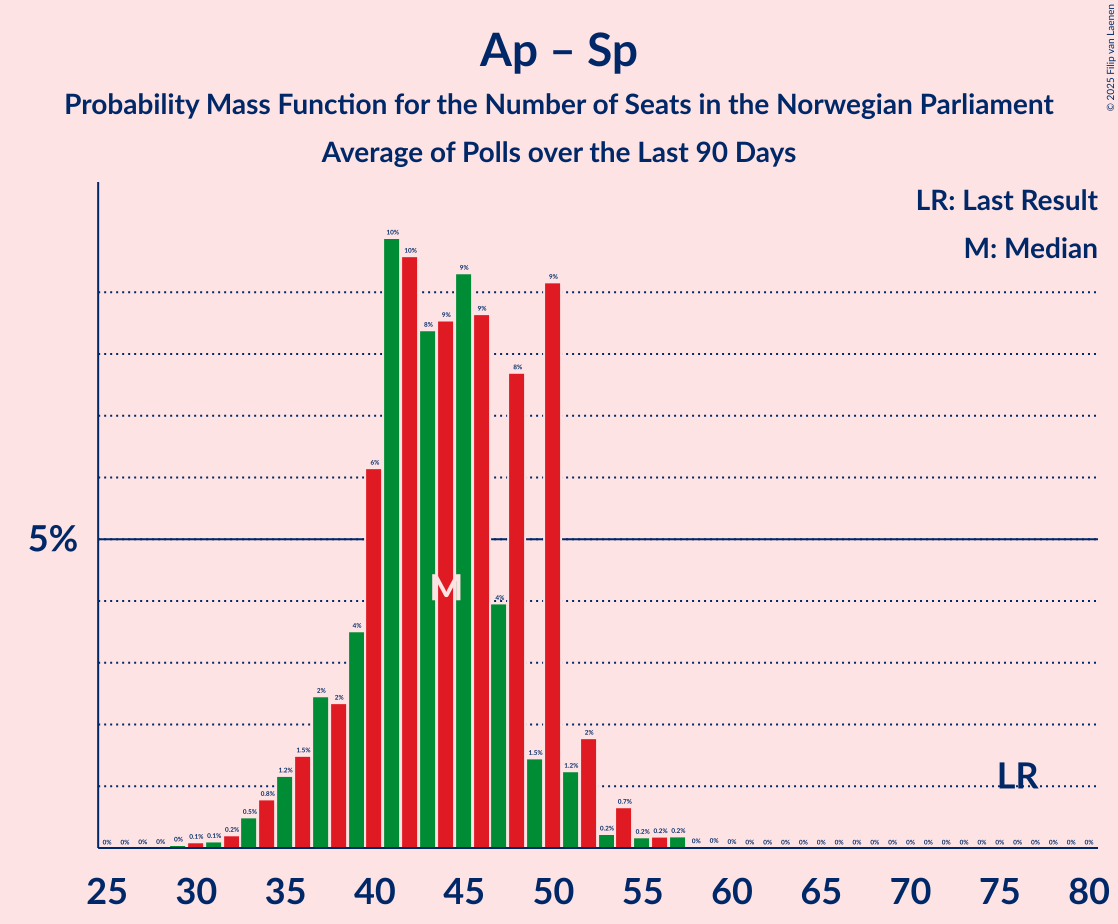 Ap – Sp
Probability Mass Function for the Number of Seats in the Norwegian Parliament
Average of Polls over the Last 90 Days
© 2025 Filip van Laenen
LR: Last Result
M: Median
5%
0% 0% 0% 0% 0% 0.1% 0.1% 0.2% 0.5% 0.8% 1.2% 1.5% 2% 2% 4% 6% 10% 10% 8% 9% 9% 9% 4% 8% 1.5% 9% 1.2% 2% 0.2% 0.7% 0.2% 0.2% 0.2% 0% 0% 0% 0% 0% 0% 0% 0% 0% 0% 0% 0% 0% 0% 0% 0% 0% 0% 0% 0% 0% 0% 0%
M
LR
25 30 35 40 45 50 55 60 65 70 75 80